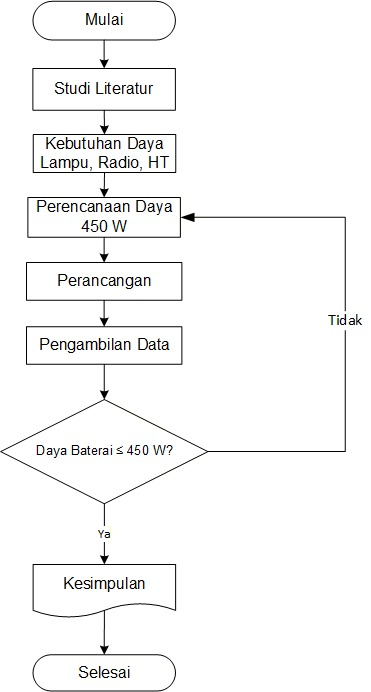 Mulai
Studi Literatur
Kebutuhan Daya
Lampu, Radio, HT
Perencanaan Daya
450 W
Perancangan
Tidak
Pengambilan Data
Daya Baterai ≤ 450 W?
Ya
Kesimpulan
Selesai